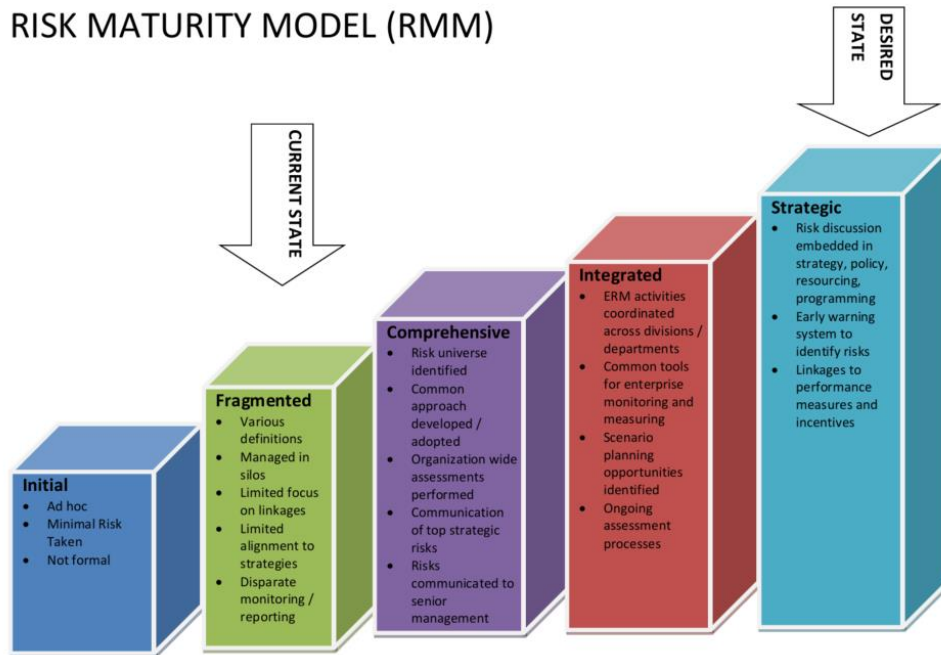 RISK MATURITY MODEL (RMM)
CURRENT STATE
DESIRED
STATE
Initial
• Ad hoc
• Minimal Risk
Taken
• Not formal
Fragmented
• Various
definitions
• Managed in
silos
• Limited focus
on linkages
• Limited
alignment to
strategies
• Disparate
monitoring /
reporting
Comprehensive
• Risk universe
identified
• Common
approach
developed /
adopted
• Organization wide
assessments
performed
• Communication
of top strategic
risks
• Risks
communicated to
senior
management
Integrated
• ERM activities
coordinated
across divisions /
departments
• Common tools
for enterprise
monitoring and
measuring
• Scenario
planning
opportunities
identified
• Ongoing
assessment
processes
Strategic
• Risk discussion
embedded in
strategy, policy,
resourcing,
programming
• Early warning
system to
identify risks
• Linkages to
performance
measures and
incentives